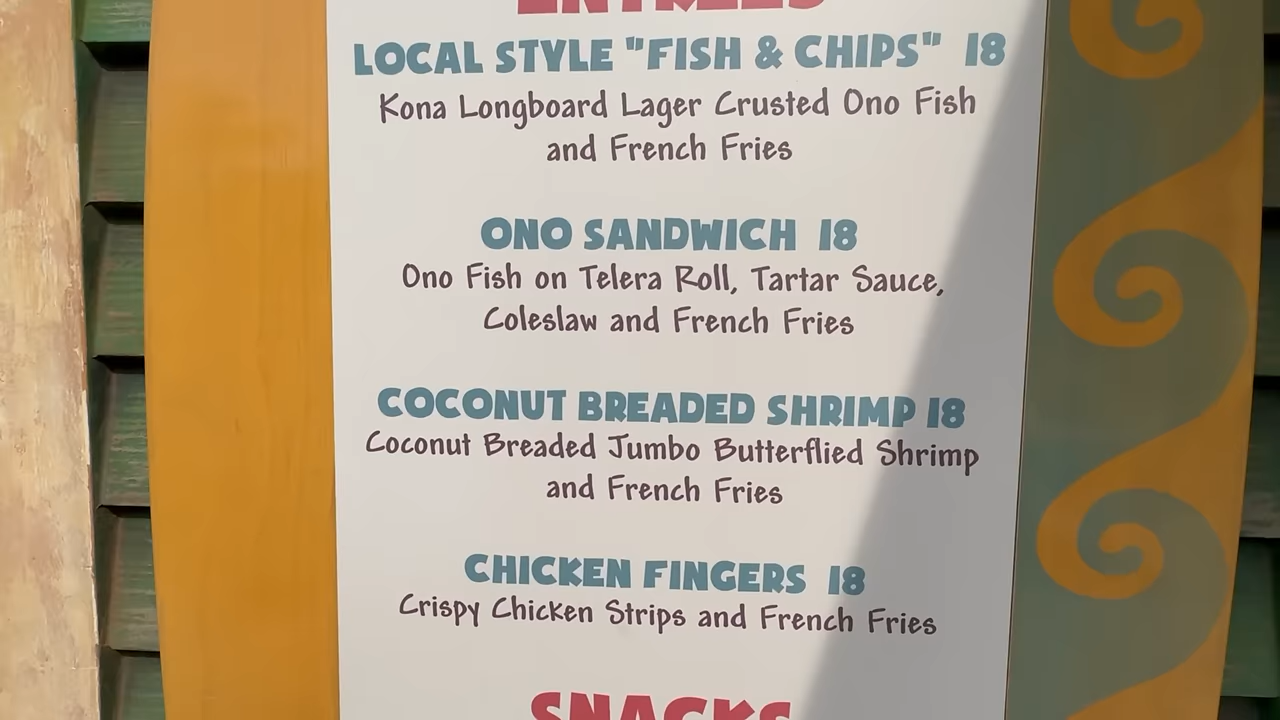 ENTREES
LOCAL STYLE "FISH & CHIPS" 18
Kona Longboard Lager Crusted Ono Fish
and French Fries
ONO SANDWICH 18
Ono Fish on Telera Roll, Tartar Sauce,
Coleslaw and French Fries
COCONUT BREADED SHRIMP 18
Coconut Breaded Jumbo Butterflied Shrimp
and French Fries
CHICKEN FINGERS 18
Crispy Chicken Strips and French Fries
SNACKS